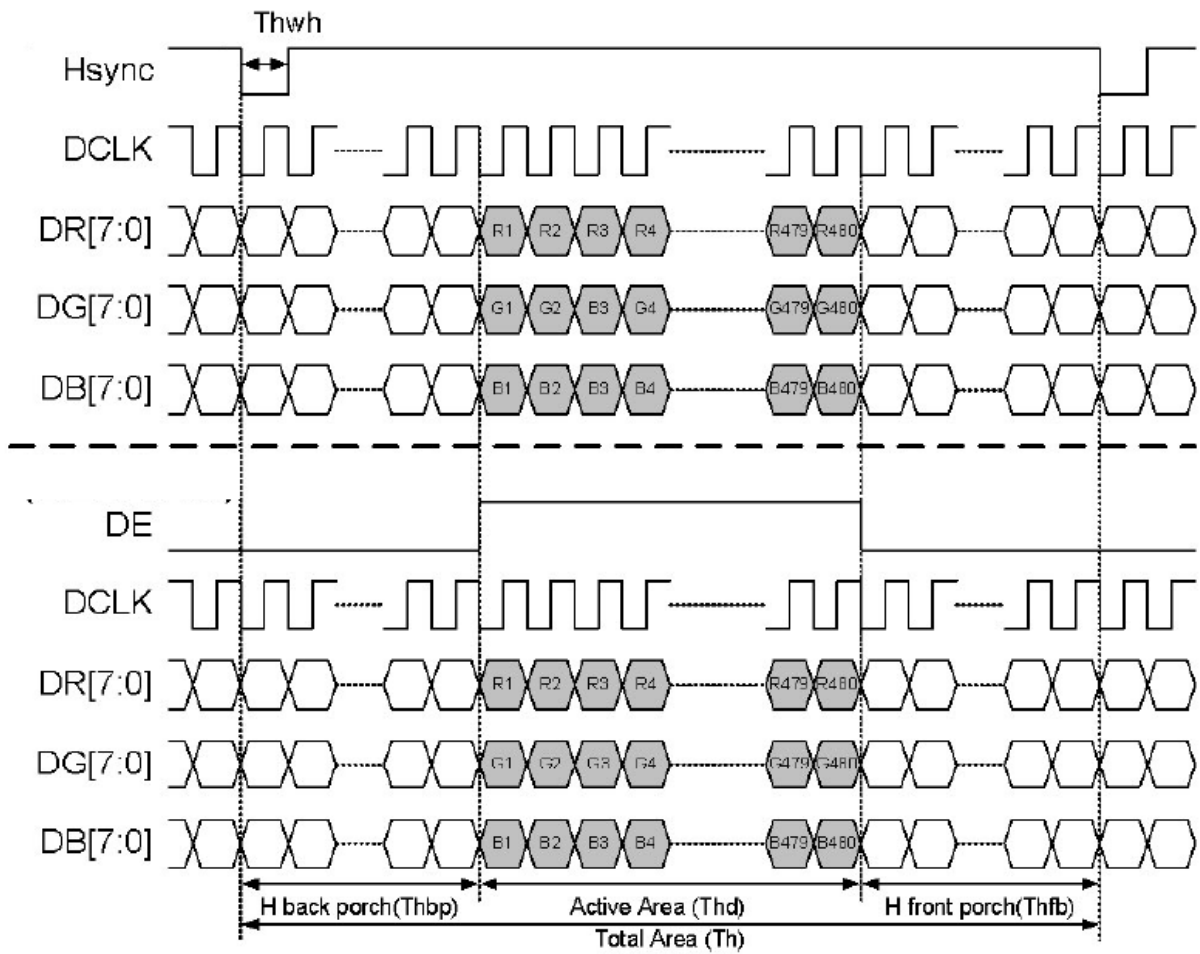 Thwh
Hsync
DCLK
DR[7:0] R1 R2 R3 R4 R479 R480
DG[7:0] G1 G2 B3 G4 G479 G480
DB[7:0] B1 B2 B3 B4 B479 B480
DE
DCLK
DR[7:0] R1 R2 R3 R4 R479 R480
DG[7:0] G1 G2 G3 G4 G479 G480
DB[7:0] B1 B2 B3 B4 B479 B480
H back porch(Thbp) Active Area (Thd) H front porch(Thfb)
Total Area (Th)